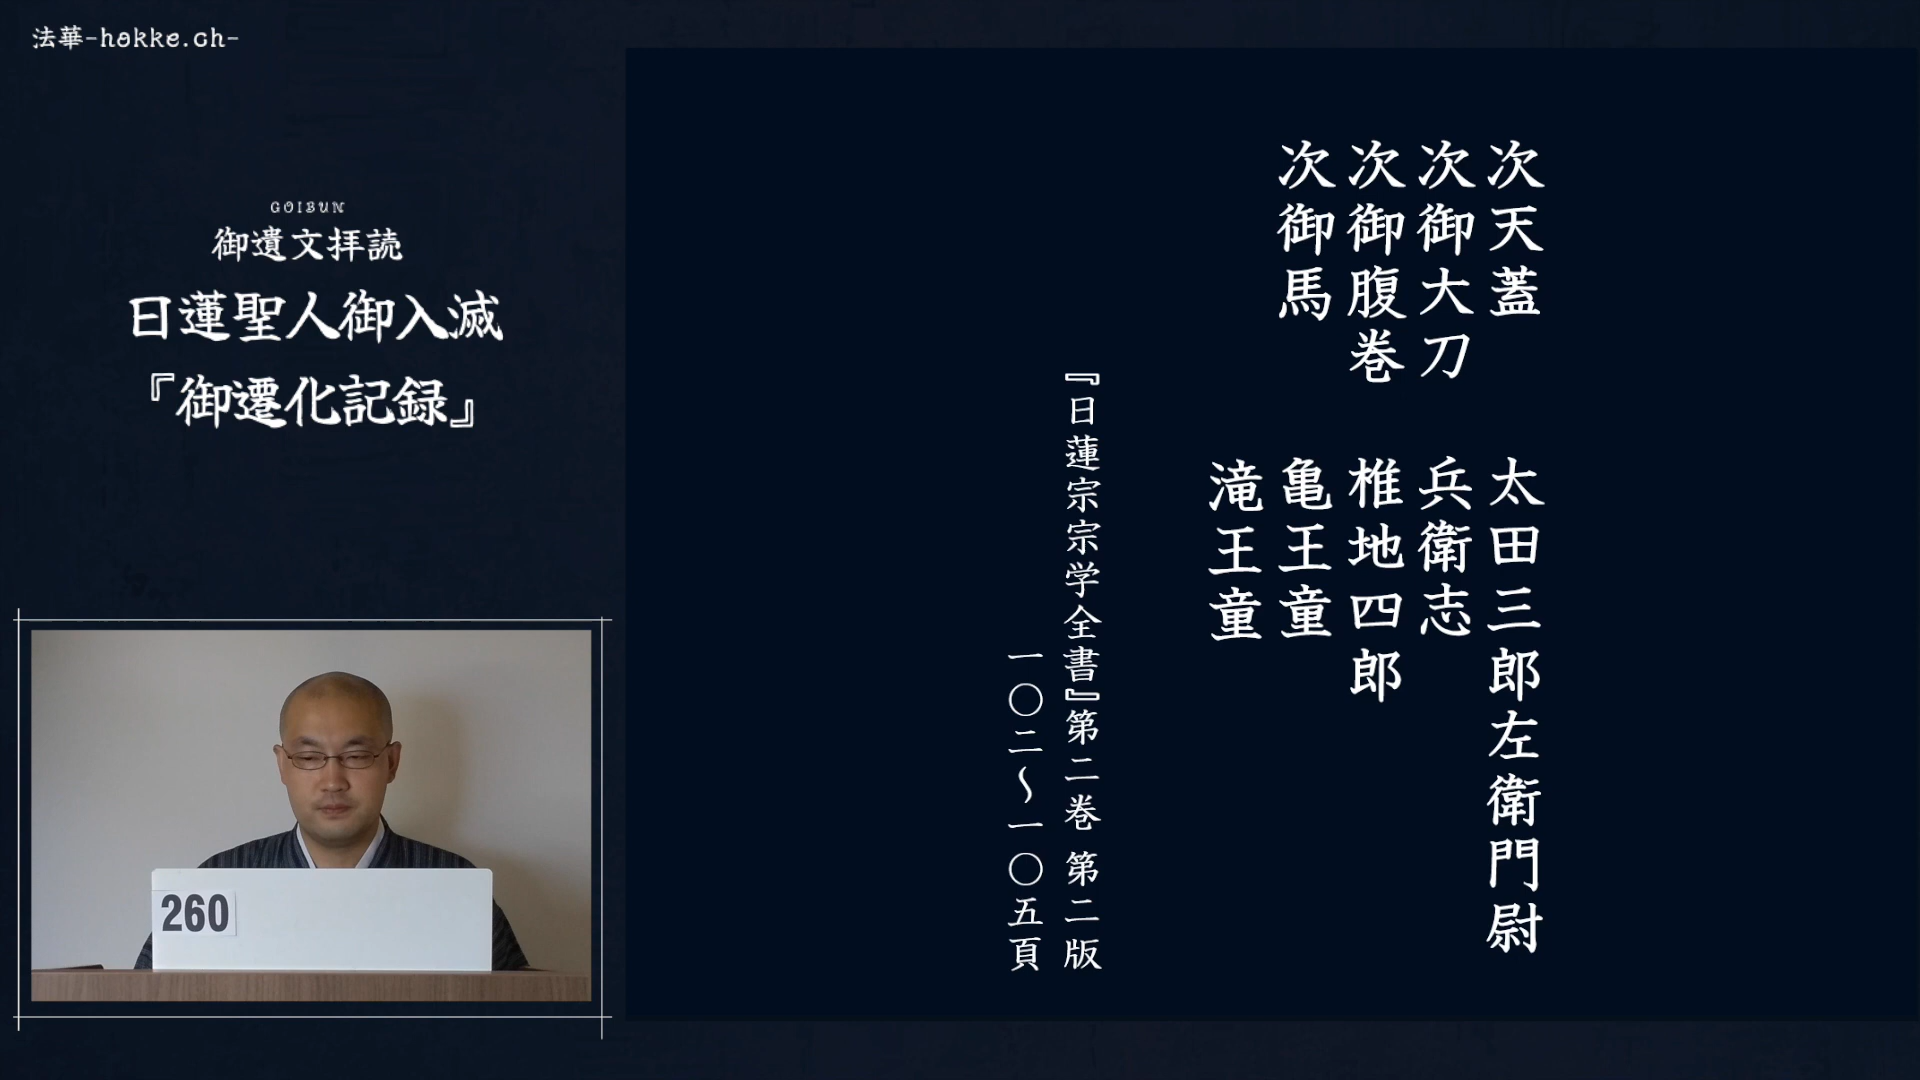 法華-hokke.ch-
GOIBUN
御遺文拝読
日蓮聖人御入滅
『御遷化記録』
次天蓋 太田三郎左衛門尉
次御大刀 兵衛志
次御腹巻 椎地四郎
次御馬 亀王童
滝王童
『日蓮宗宗学全書』第二巻 第二版
一〇二〜一〇五頁
260